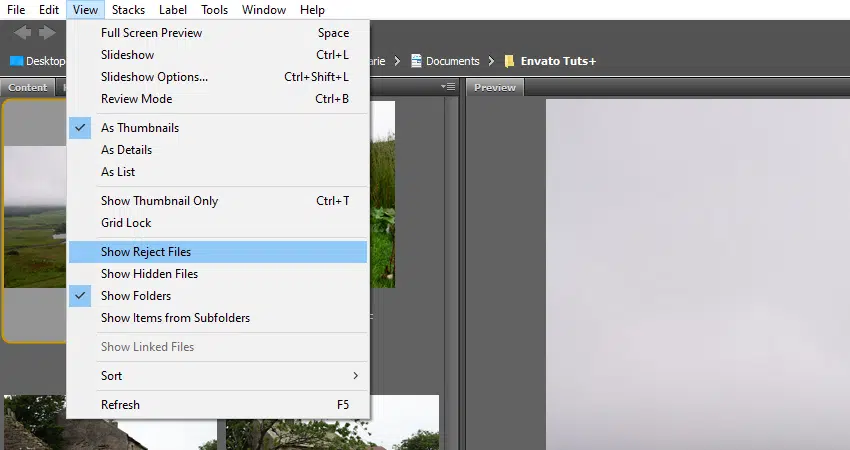 File Edit View Stacks Label Tools Window Help
Full Screen Preview Space
Slideshow Ctrl+L
Slideshow Options... Ctrl+Shift+L
Review Mode Ctrl+B
As Thumbnails
As Details
As List
Show Thumbnail Only Ctrl+T
Grid Lock
Show Reject Files
Show Hidden Files
Show Folders
Show Items from Subfolders
Show Linked Files
Sort
Refresh F5
Documents Envato Tuts+
Content
Preview